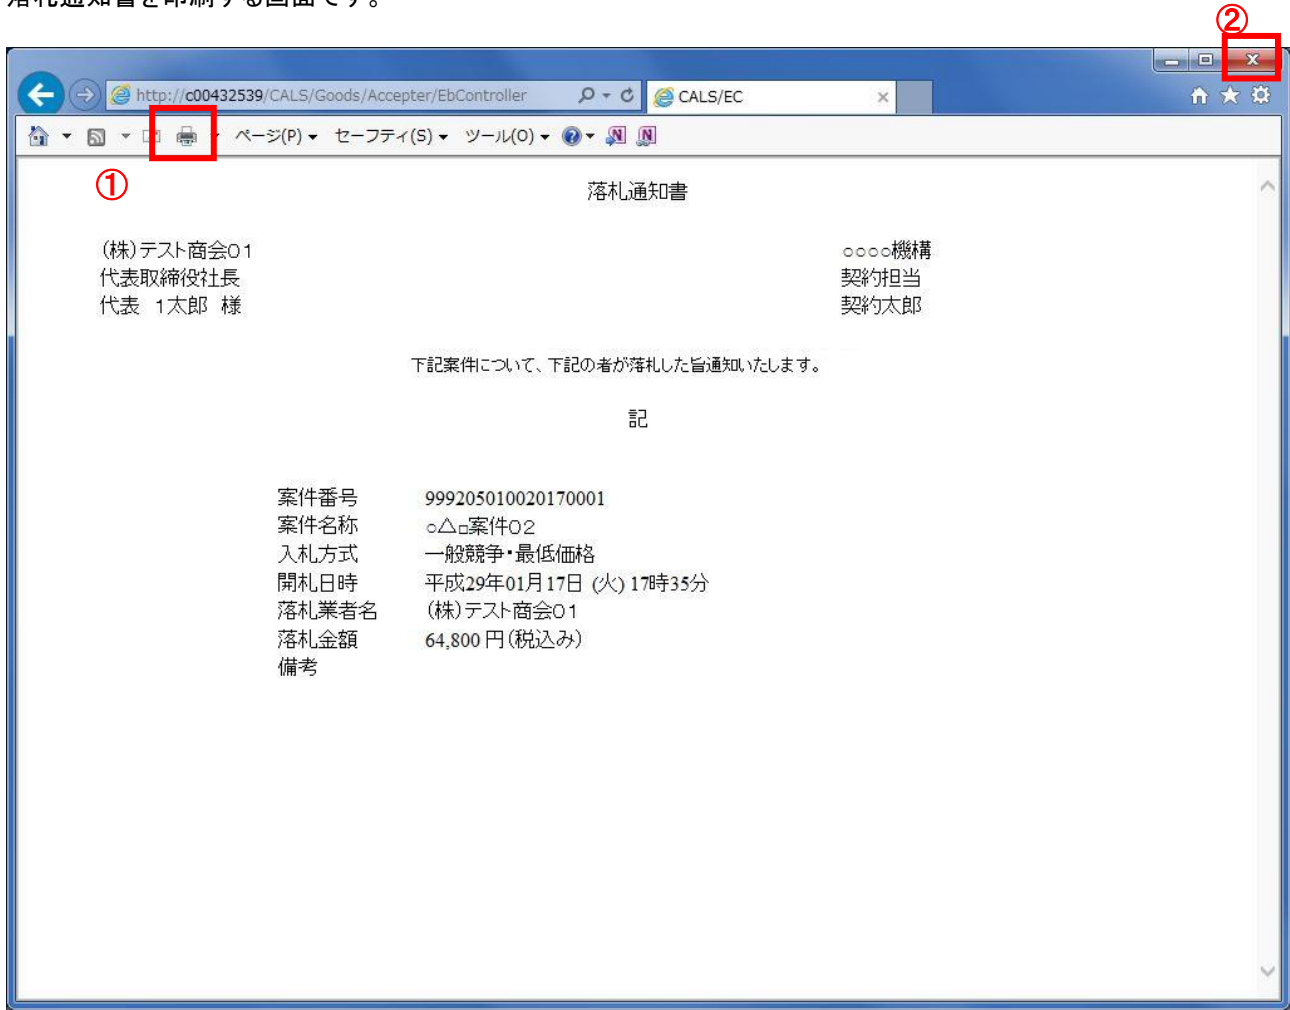 落札通知書を印刷する画面です。
②
http://c00432539/CALS/Goods/Accepter/EbController
CALS/EC
ページ(P) セーフティ(S) ツール(O)
①
落札通知書
(株)テスト商会01
代表取締役社長
代表 1太郎 様
○○○○機構
契約担当
契約太郎
下記案件について、下記の者が落札した旨通知いたします。
記
案件番号 999205010020170001
案件名称 ○△□案件02
入札方式 一般競争・最低価格
開札日時 平成29年01月17日 (火) 17時35分
落札業者名 (株)テスト商会01
落札金額 64,800 円(税込み)
備考